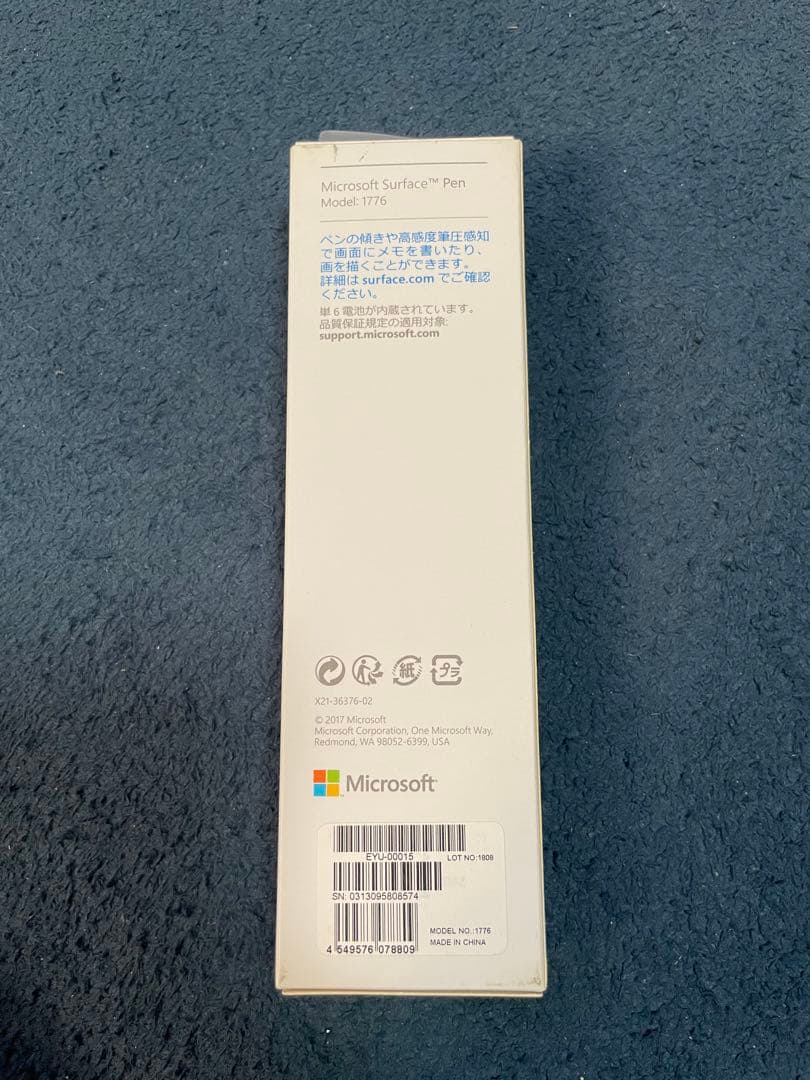 Microsoft Surface™ Pen
Model: 1776
ペンの傾きや高感度筆圧感知
で画面にメモを書いたり、
画を描くことができます。
詳細は surface.com でご確認
ください。
単6電池が内蔵されています。
品質保証規定の適用対象:
support.microsoft.com
紙 プラ
X21-36376-02
© 2017 Microsoft
Microsoft Corporation, One Microsoft Way,
Redmond, WA 98052-6399, USA
Microsoft
EYU-00015 LOT NO:1808
SN: 0313095808574
MODEL NO.:1776
MADE IN CHINA
4 549576 078809